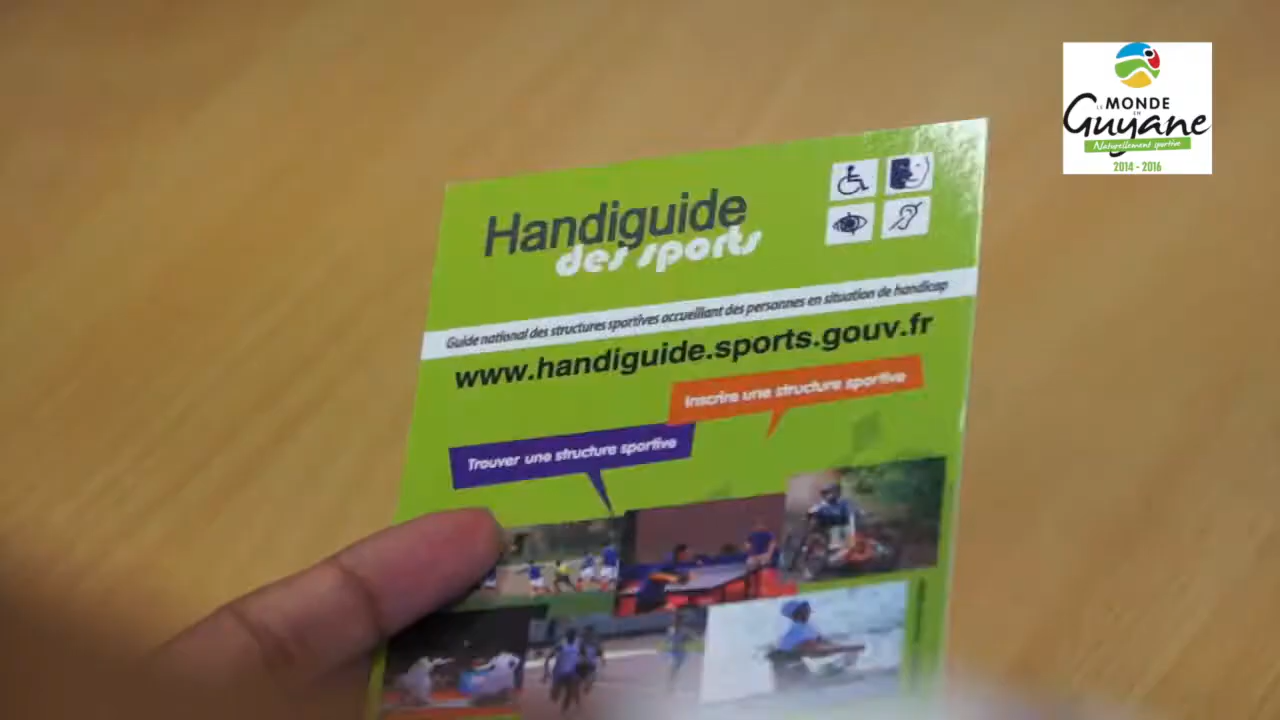 LE MONDE
EN
Guyane
Naturellement sportive
2014 - 2016
Handiguide
des sports
Guide national des structures sportives accueillant des personnes en situation de handicap
www.handiguide.sports.gouv.fr
Inscrire une structure sportive
Trouver une structure sportive